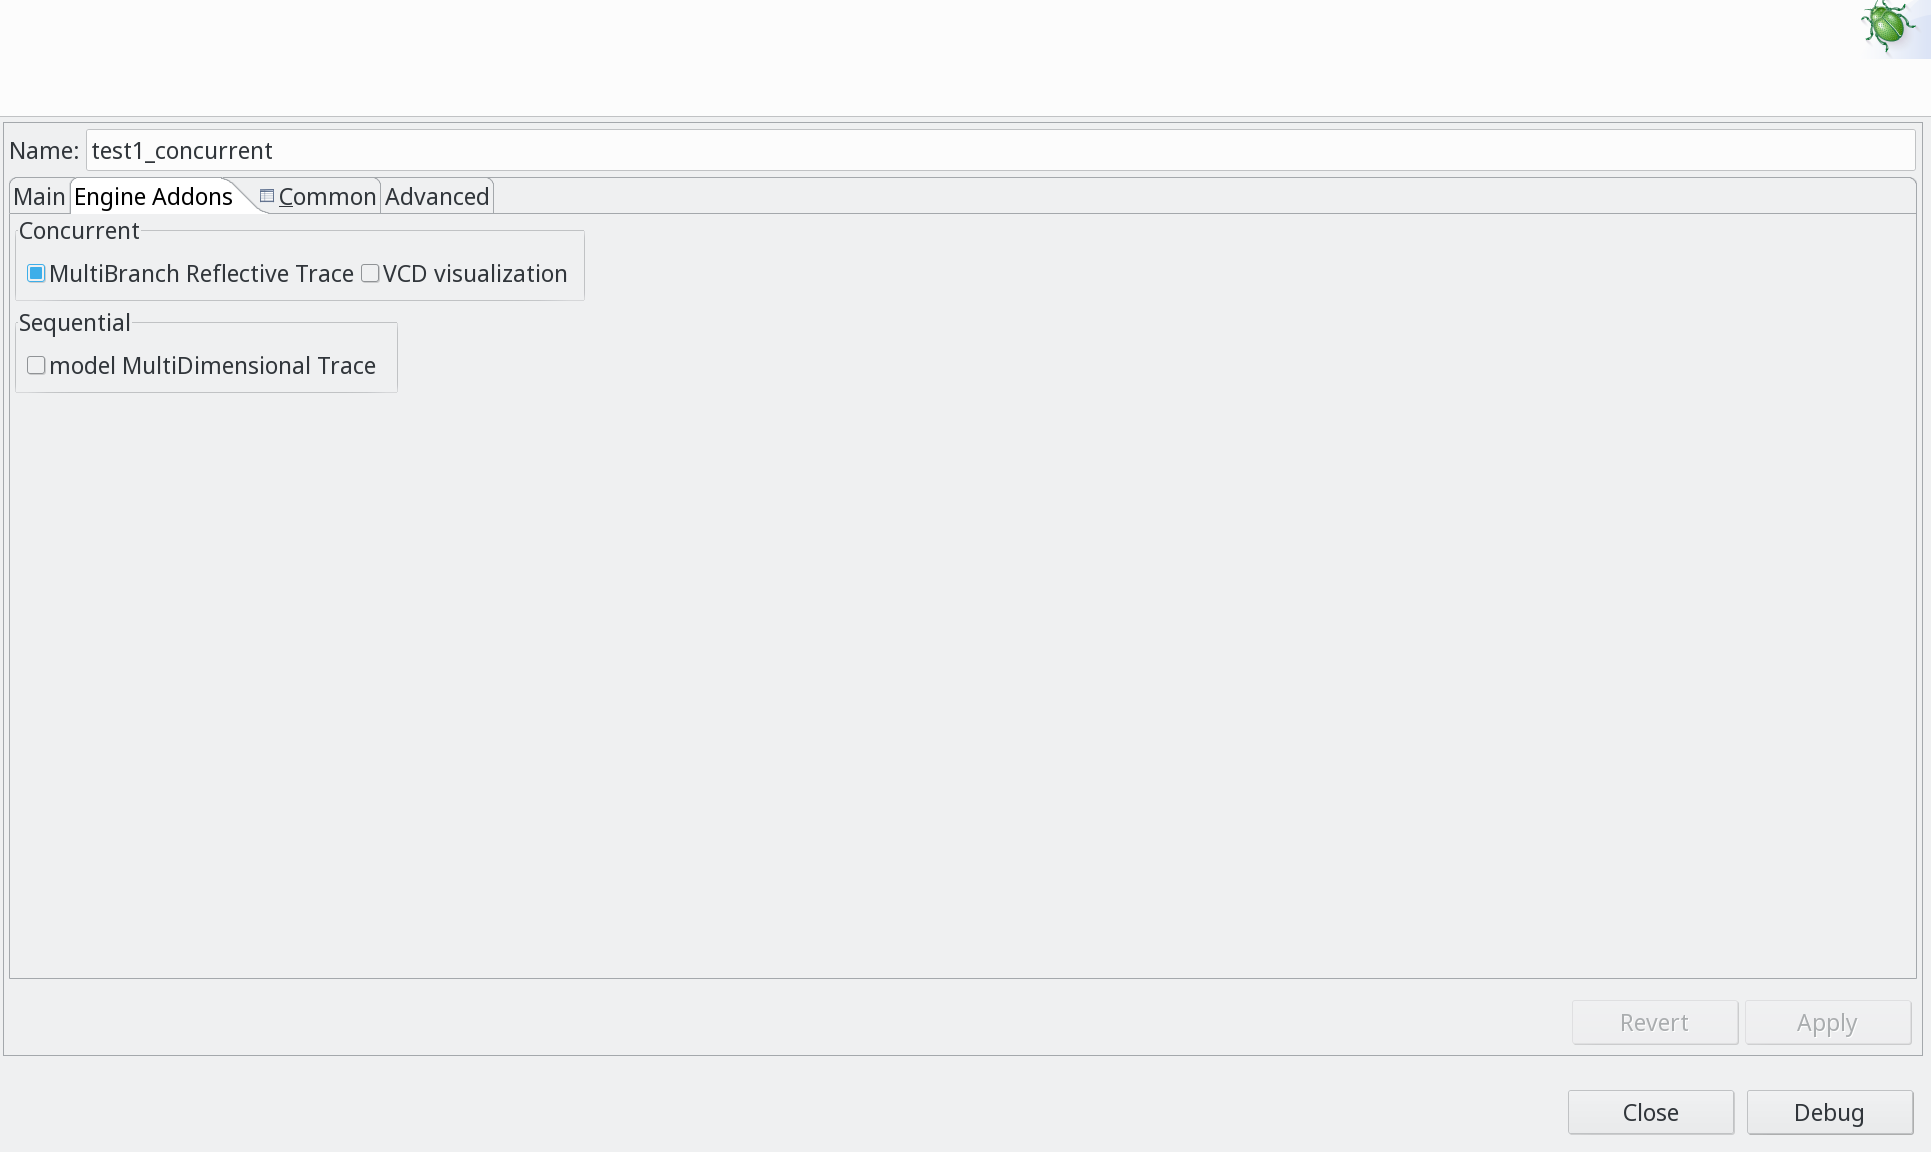 Name: test1_concurrent
Main Engine Addons Common Advanced
Concurrent
MultiBranch Reflective Trace VCD visualization
Sequential
model MultiDimensional Trace
Revert Apply
Close Debug